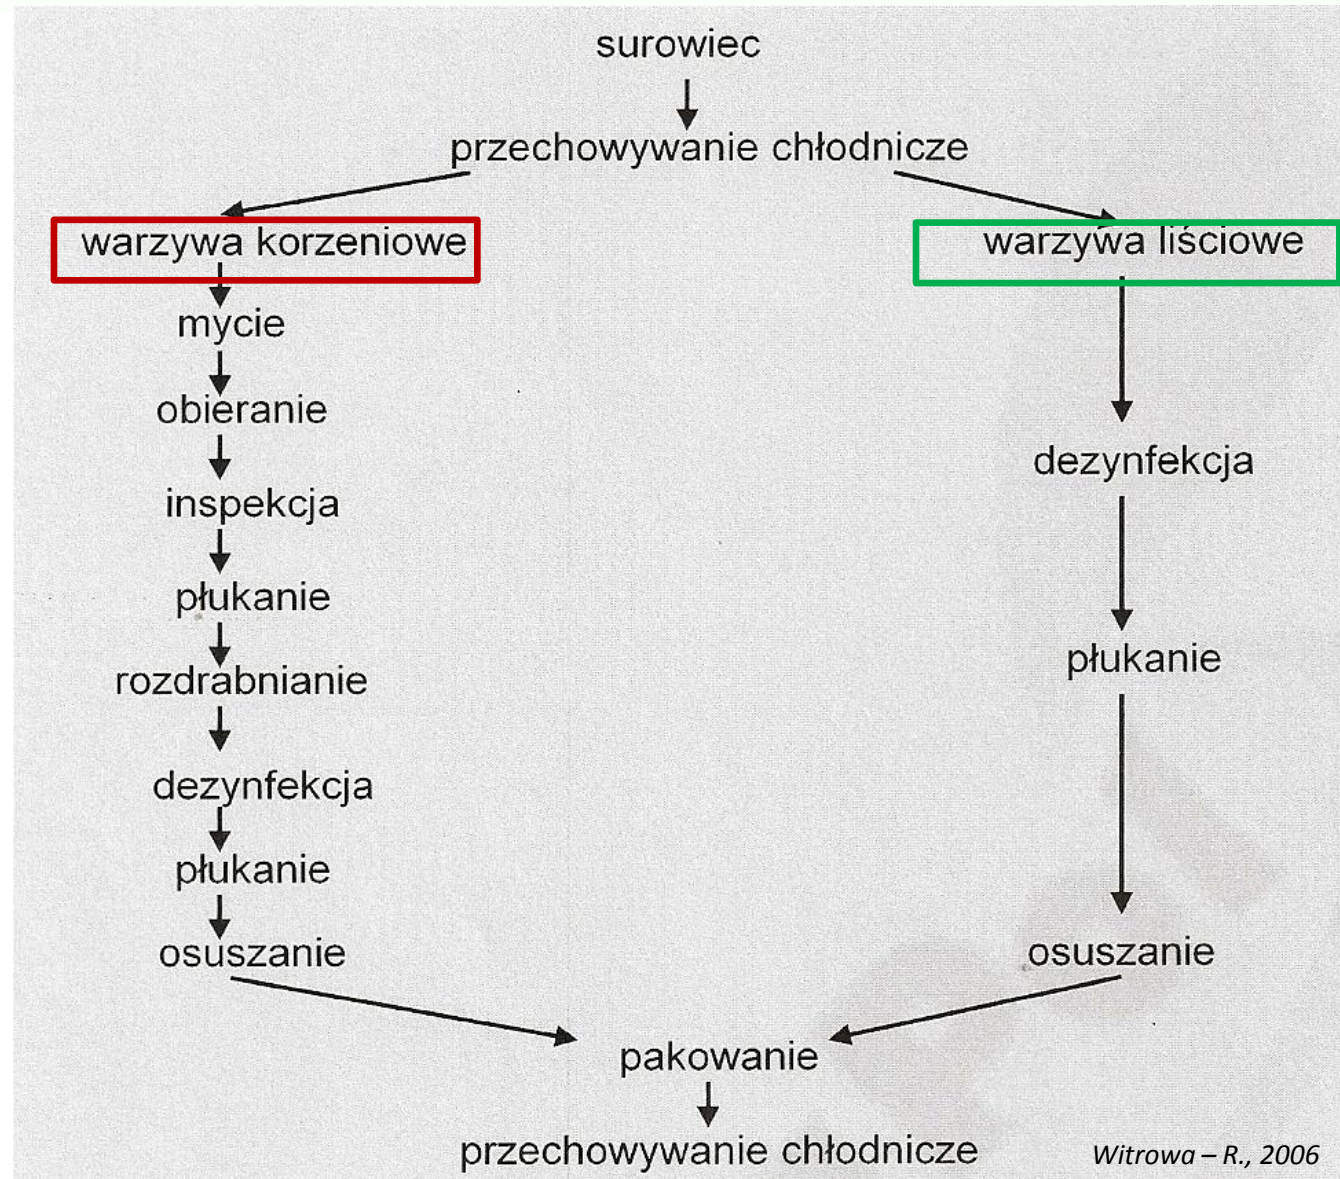 surowiec
przechowywanie chłodnicze
warzywa korzeniowe
mycie
obieranie
inspekcja
płukanie
rozdrabnianie
dezynfekcja
płukanie
osuszanie
warzywa liściowe
dezynfekcja
płukanie
osuszanie
pakowanie
przechowywanie chłodnicze
Witrowa – R., 2006